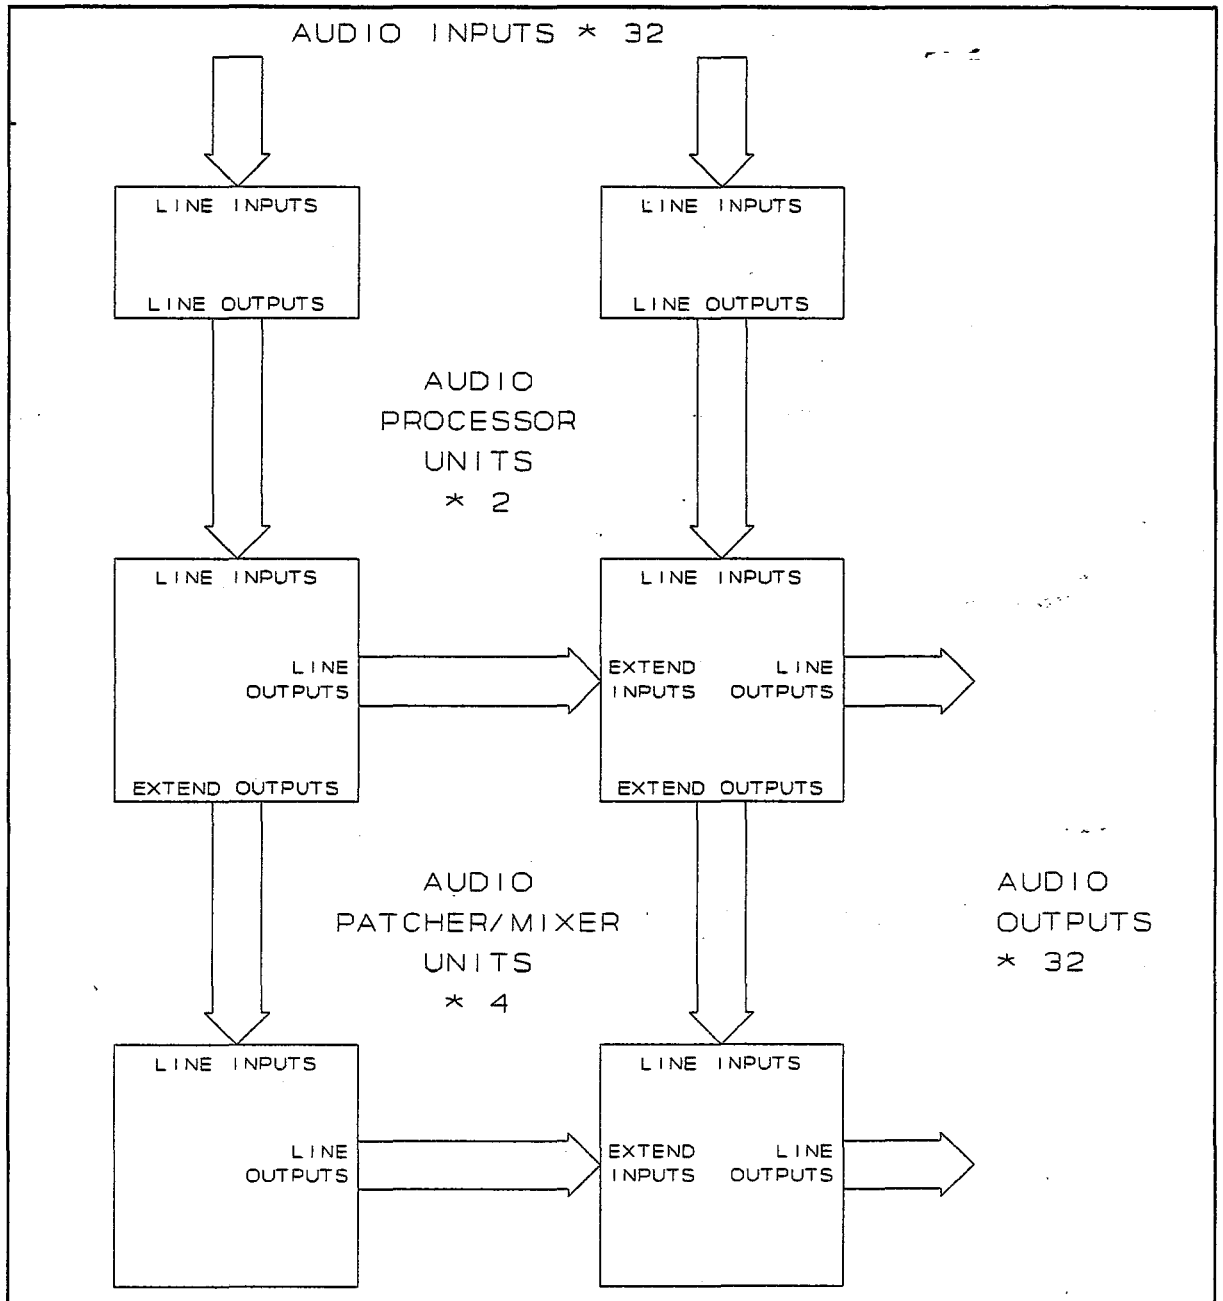 AUDIO INPUTS * 32
LINE INPUTS
LINE INPUTS
LINE OUTPUTS
LINE OUTPUTS
AUDIO
PROCESSOR
UNITS
* 2
LINE INPUTS
LINE INPUTS
LINE
OUTPUTS
EXTEND
INPUTS
LINE
OUTPUTS
EXTEND OUTPUTS
EXTEND OUTPUTS
AUDIO
PATCHER/MIXER
UNITS
* 4
AUDIO
OUTPUTS
* 32
LINE INPUTS
LINE INPUTS
LINE
OUTPUTS
EXTEND
INPUTS
LINE
OUTPUTS